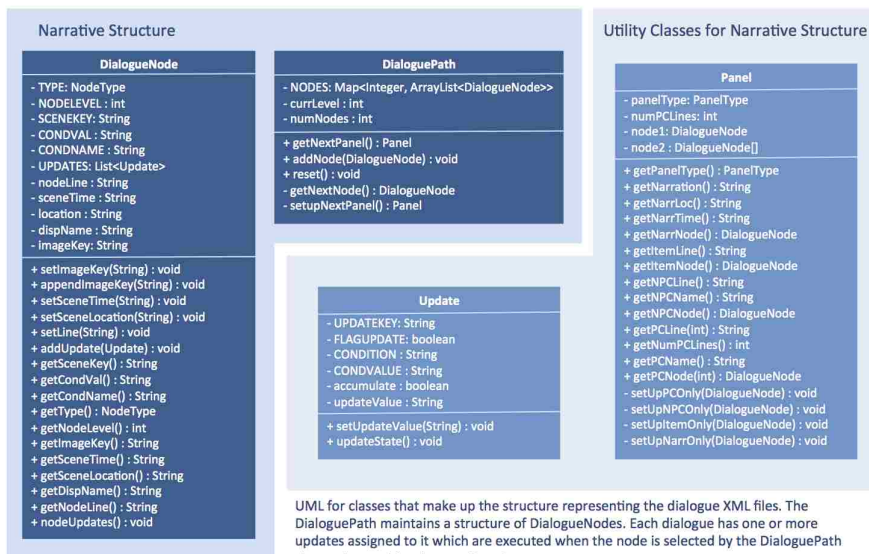 Narrative Structure
DialogueNode
- TYPE: NodeType
- NODELEVEL : int
- SCENEKEY: String
- CONDVAL : String
- CONDNAME : String
- UPDATES: List<Update>
- nodeLine : String
- sceneTime : String
- location : String
- dispName : String
- imageKey: String
+ setImageKey(String) : void
+ appendImageKey(String) : void
+ setSceneTime(String) : void
+ setSceneLocation(String) : void
+ setLine(String) : void
+ addUpdate(Update) : void
+ getSceneKey() : String
+ getCondVal() : String
+ getCondName() : String
+ getType() : NodeType
+ getNodeLevel() : int
+ getImageKey() : String
+ getSceneTime() : String
+ getSceneLocation() : String
+ getDispName() : String
+ getNodeLine() : String
+ nodeUpdates() : void
DialoguePath
- NODES: Map<Integer, ArrayList<DialogueNode>>
- currLevel : int
- numNodes : int
+ getNextPanel() : Panel
+ addNode(DialogueNode) : void
+ reset() : void
- getNextNode() : DialogueNode
- setupNextPanel() : Panel
Utility Classes for Narrative Structure
Update
- UPDATEKEY: String
- FLAGUPDATE: boolean
- CONDITION : String
- CONDVALUE : String
- accumulate : boolean
- updateValue : String
+ setUpdateValue(String) : void
+ updateState() : void
Panel
- panelType: PanelType
- numPCLines: int
- node1: DialogueNode
- node2 : DialogueNode[]
+ getPanelType() : PanelType
+ getNarration() : String
+ getNarrLoc() : String
+ getNarrTime() : String
+ getNarrNode() : DialogueNode
+ getItemLine() : String
+ getItemNode() : DialogueNode
+ getNPCLine() : String
+ getNPCName() : String
+ getNPCNode() : DialogueNode
+ getPCLine(int) : String
+ getNumPCLines() : int
+ getPCName() : String
+ getPCNode(int) : DialogueNode
- setUpPCOnly(DialogueNode) : void
- setUpNPCOnly(DialogueNode) : void
- setUpItemOnly(DialogueNode) : void
- setUpNarrOnly(DialogueNode) : void
UML for classes that make up the structure representing the dialogue XML files. The
DialoguePath maintains a structure of DialogueNodes. Each dialogue has one or more
updates assigned to it which are executed when the node is selected by the DialoguePath